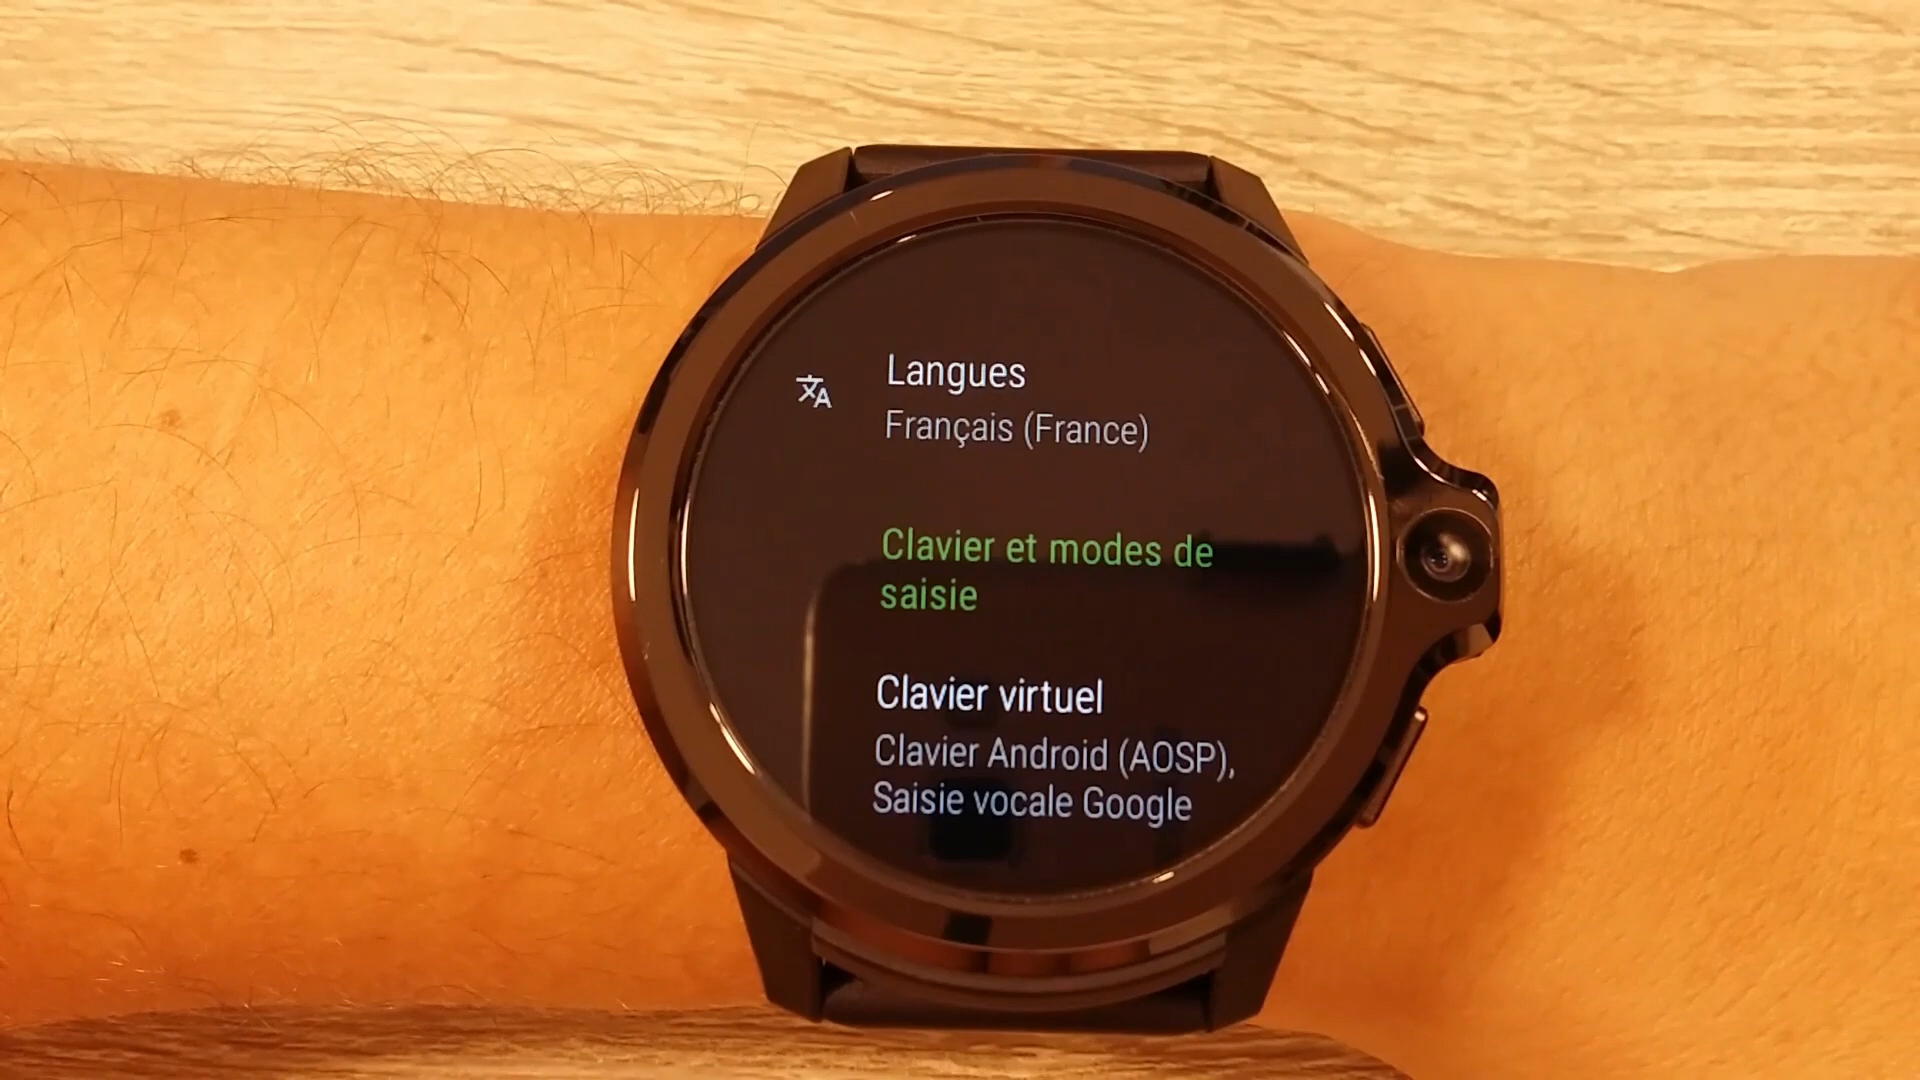 Langues
Français (France)
Clavier et modes de
saisie
Clavier virtuel
Clavier Android (AOSP),
Saisie vocale Google